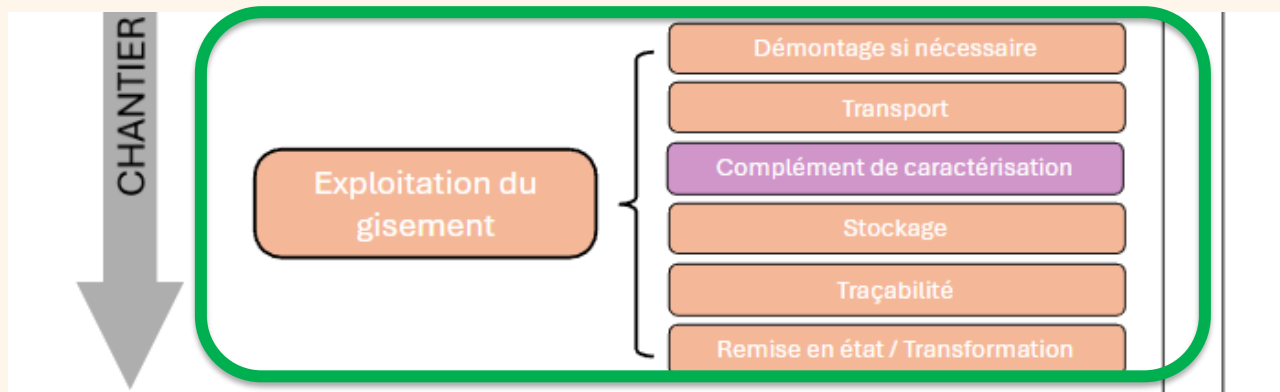 CHANTIER
Exploitation du
gisement
Démontage si nécessaire
Transport
Complément de caractérisation
Stockage
Traçabilité
Remise en état / Transformation